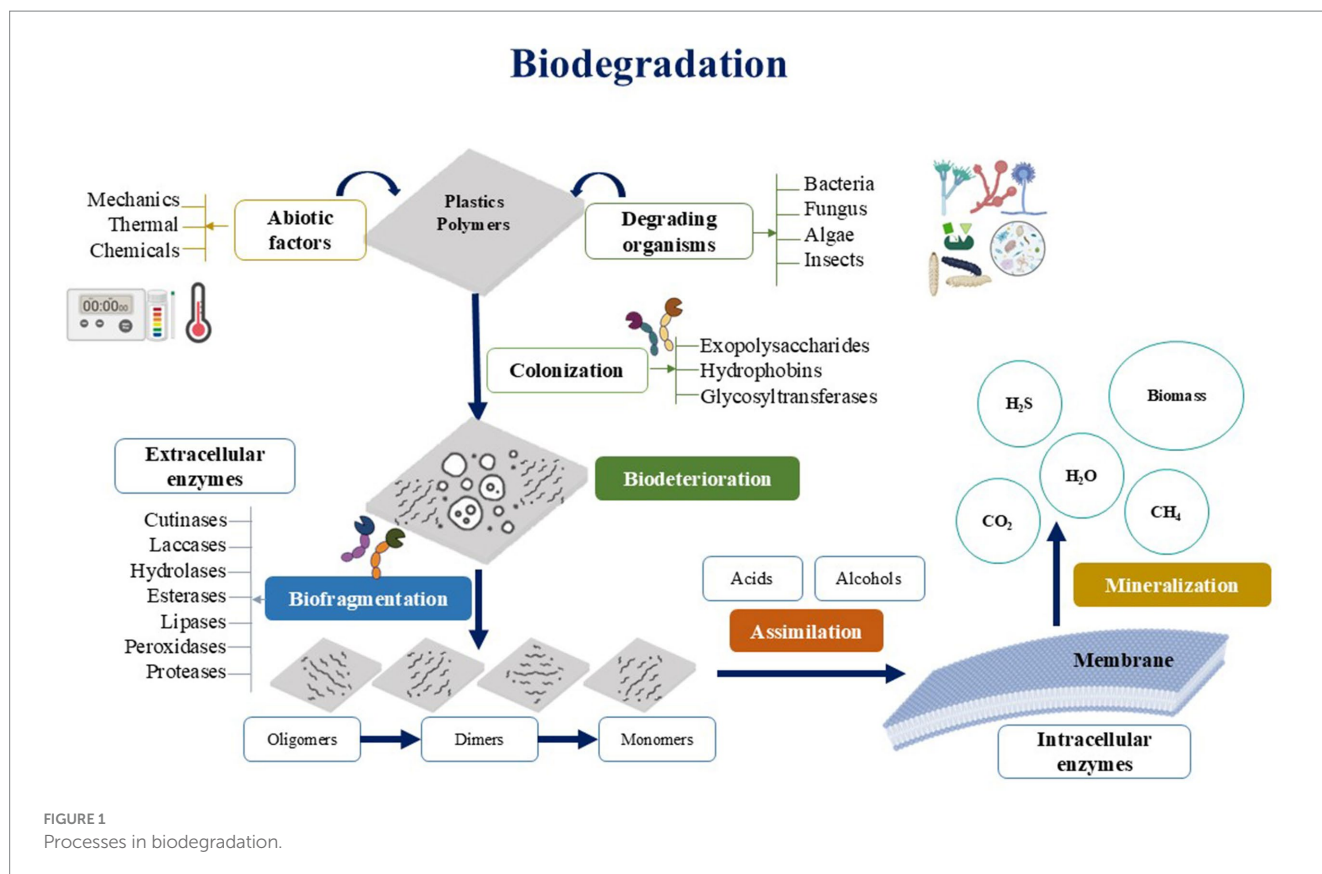 Biodegradation
Mechanics
Thermal
Chemicals
Abiotic
factors
Plastics
Polymers
Degrading
organisms
Bacteria
Fungus
Algae
Insects
00:00 00
Colonization
Exopolysaccharides
Hydrophobins
Glycosyltransferases
Extracellular
enzymes
Cutinases
Laccases
Hydrolases
Esterases
Lipases
Peroxidases
Proteases
Biodeterioration
Biofragmentation
Oligomers
Dimers
Monomers
Acids
Alcohols
Assimilation
H₂S
Biomass
H₂O
CO₂
CH₄
Mineralization
Membrane
Intracellular
enzymes
FIGURE 1
Processes in biodegradation.